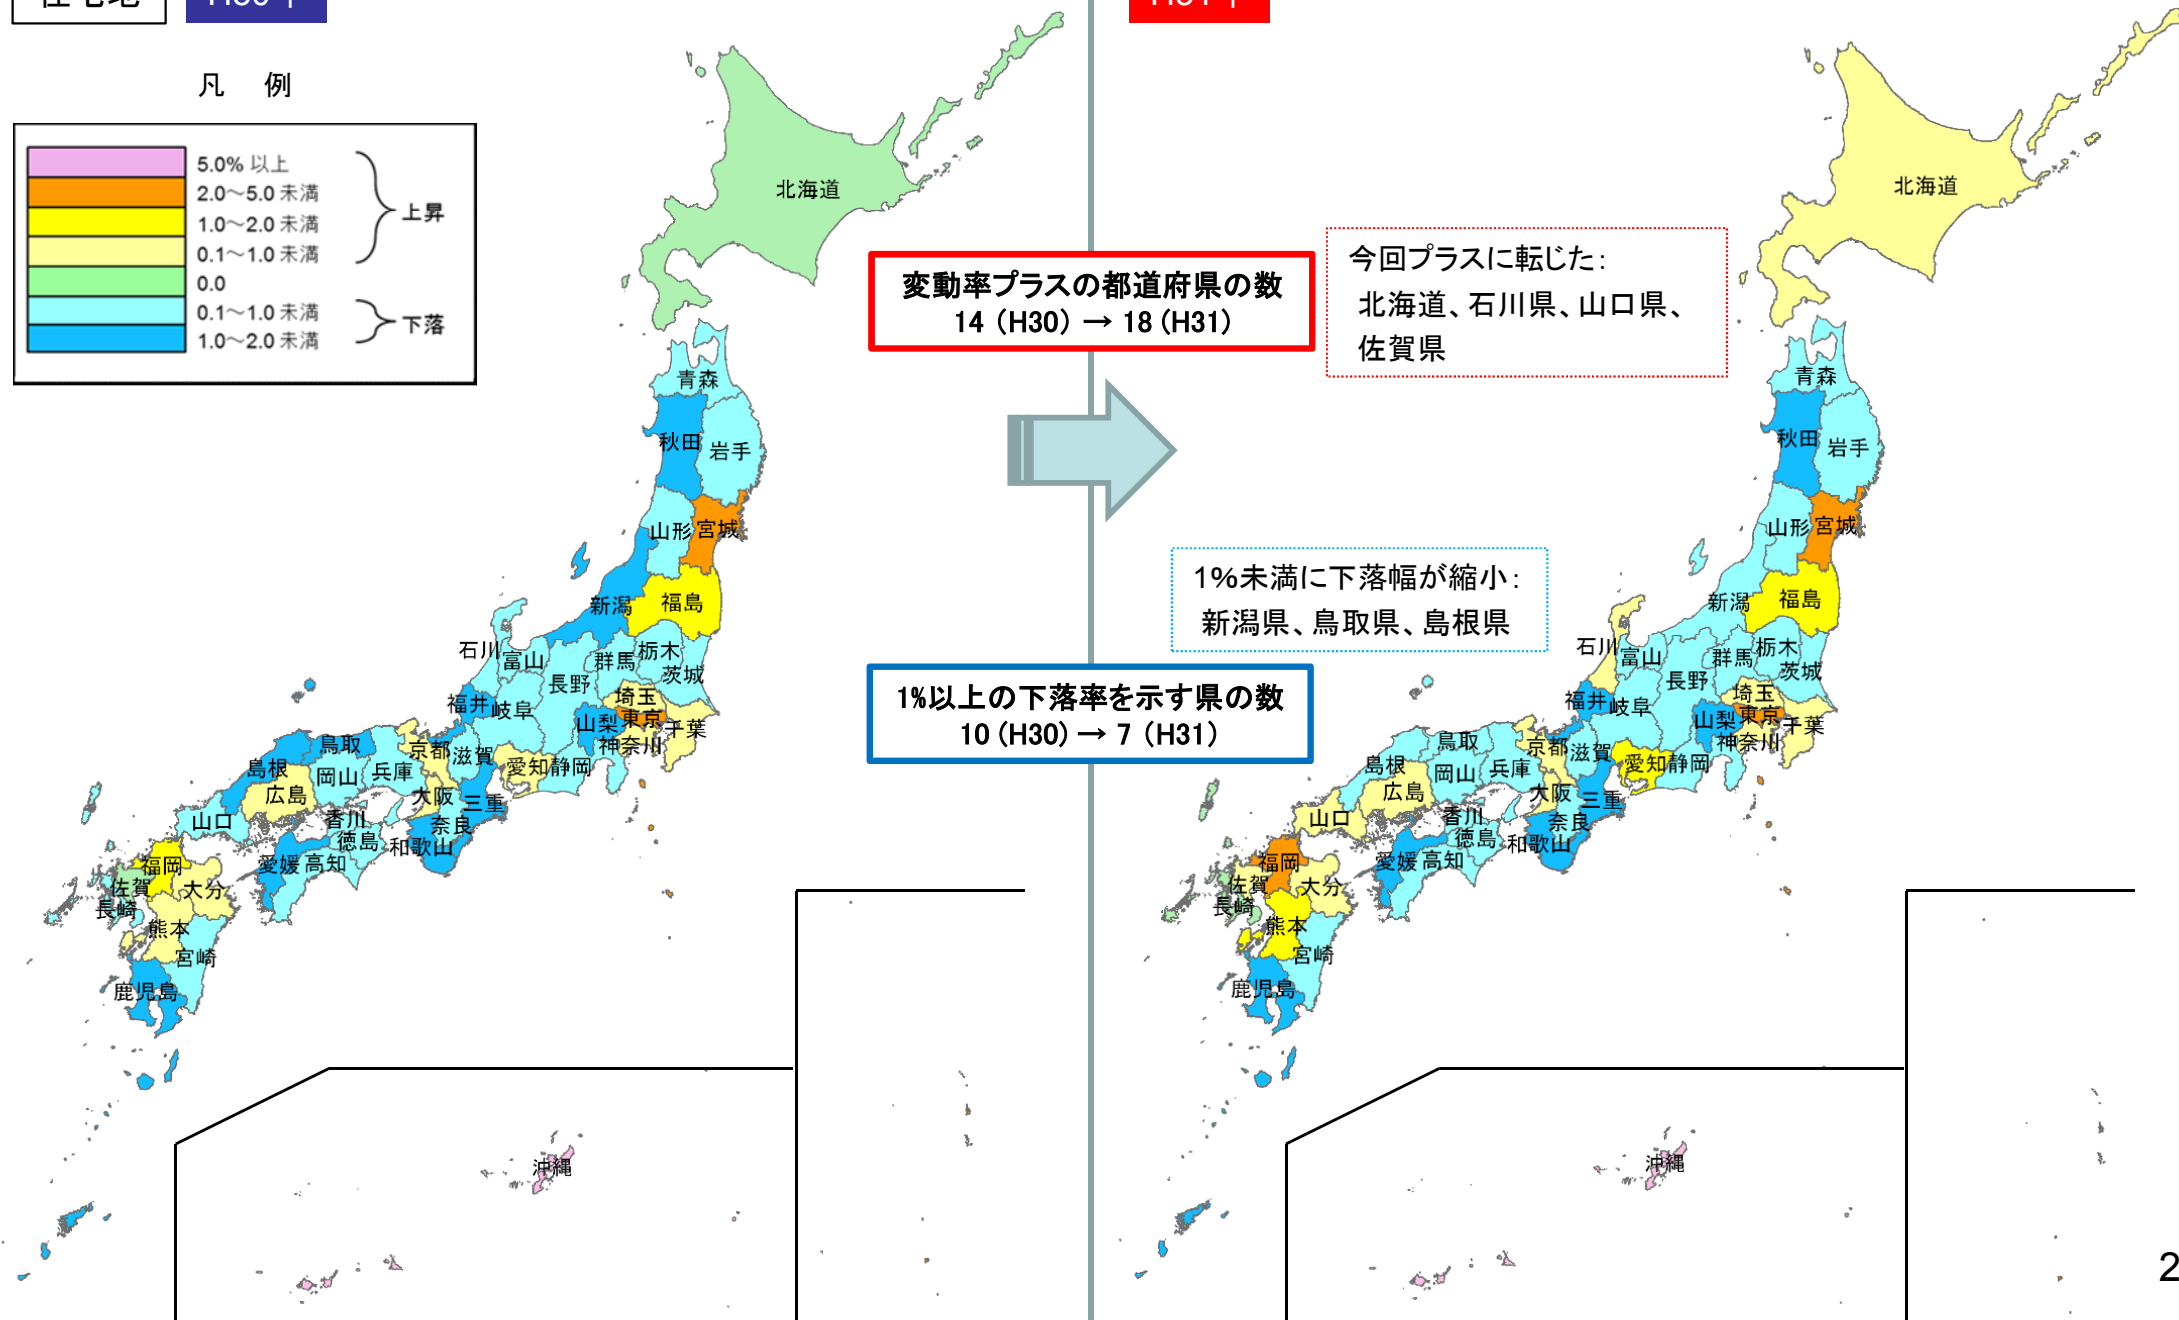 住宅地
H30年
H31年
凡 例
5.0% 以上
2.0～5.0 未満
1.0～2.0 未満
0.1～1.0 未満
0.0
0.1～1.0 未満
1.0～2.0 未満
上昇
下落
変動率プラスの都道府県の数
14（H30）→ 18（H31）
今回プラスに転じた：
北海道、石川県、山口県、
佐賀県
1%未満に下落幅が縮小：
新潟県、鳥取県、島根県
1%以上の下落率を示す県の数
10（H30）→ 7（H31）
北海道
青森
秋田
岩手
山形
宮城
新潟
福島
石川
富山
群馬
栃木
茨城
長野
埼玉
福井
岐阜
山梨
東京
千葉
神奈川
鳥取
京都
滋賀
島根
岡山
兵庫
愛知
静岡
広島
大阪
三重
山口
香川
奈良
徳島
和歌山
福岡
愛媛
高知
佐賀
大分
長崎
熊本
宮崎
鹿児島
沖縄
北海道
青森
秋田
岩手
山形
宮城
新潟
福島
石川
富山
群馬
栃木
茨城
長野
埼玉
福井
岐阜
山梨
東京
千葉
神奈川
鳥取
京都
滋賀
島根
岡山
兵庫
愛知
静岡
広島
大阪
三重
山口
香川
奈良
徳島
和歌山
福岡
愛媛
高知
佐賀
大分
長崎
熊本
宮崎
鹿児島
沖縄
2